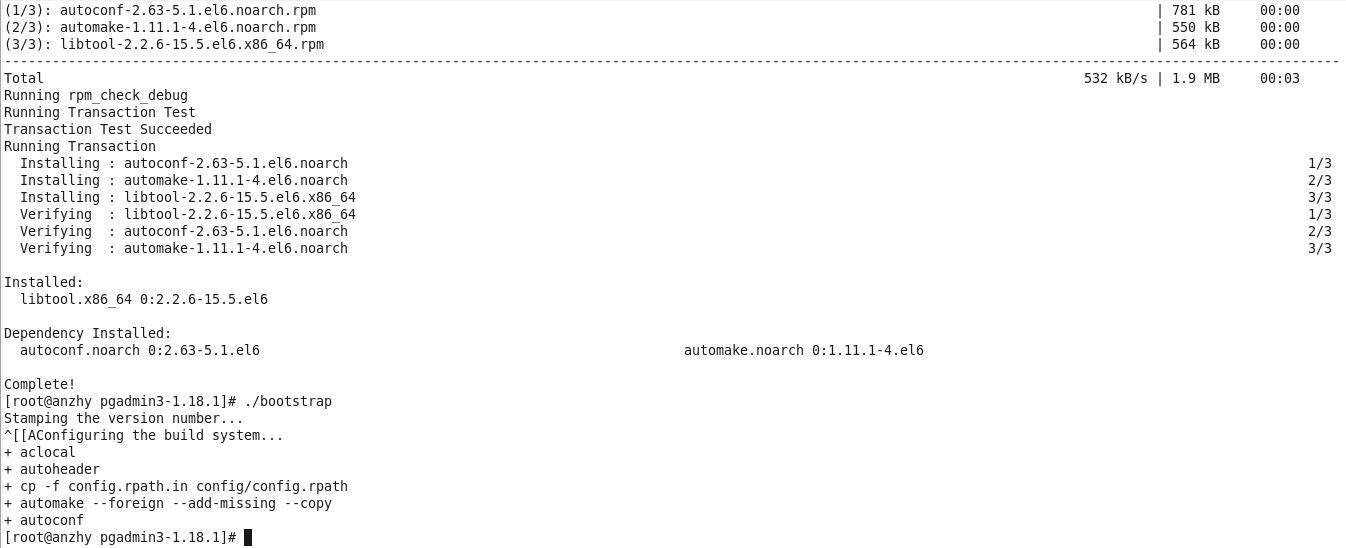 (1/3): autoconf-2.63-5.1.el6.noarch.rpm | 781 kB 00:00
(2/3): automake-1.11.1-4.el6.noarch.rpm | 550 kB 00:00
(3/3): libtool-2.2.6-15.5.el6.x86_64.rpm | 564 kB 00:00
--------------------------------------------------------------------------------
Total 532 kB/s | 1.9 MB 00:03
Running rpm_check_debug
Running Transaction Test
Transaction Test Succeeded
Running Transaction
  Installing : autoconf-2.63-5.1.el6.noarch 1/3
  Installing : automake-1.11.1-4.el6.noarch 2/3
  Installing : libtool-2.2.6-15.5.el6.x86_64 3/3
  Verifying  : libtool-2.2.6-15.5.el6.x86_64 1/3
  Verifying  : autoconf-2.63-5.1.el6.noarch 2/3
  Verifying  : automake-1.11.1-4.el6.noarch 3/3

Installed:
  libtool.x86_64 0:2.2.6-15.5.el6

Dependency Installed:
  autoconf.noarch 0:2.63-5.1.el6 automake.noarch 0:1.11.1-4.el6

Complete!
[root@anzhy pgadmin3-1.18.1]# ./bootstrap
Stamping the version number...
^[[AConfiguring the build system...
+ aclocal
+ autoheader
+ cp -f config.rpath.in config/config.rpath
+ automake --foreign --add-missing --copy
+ autoconf
[root@anzhy pgadmin3-1.18.1]#